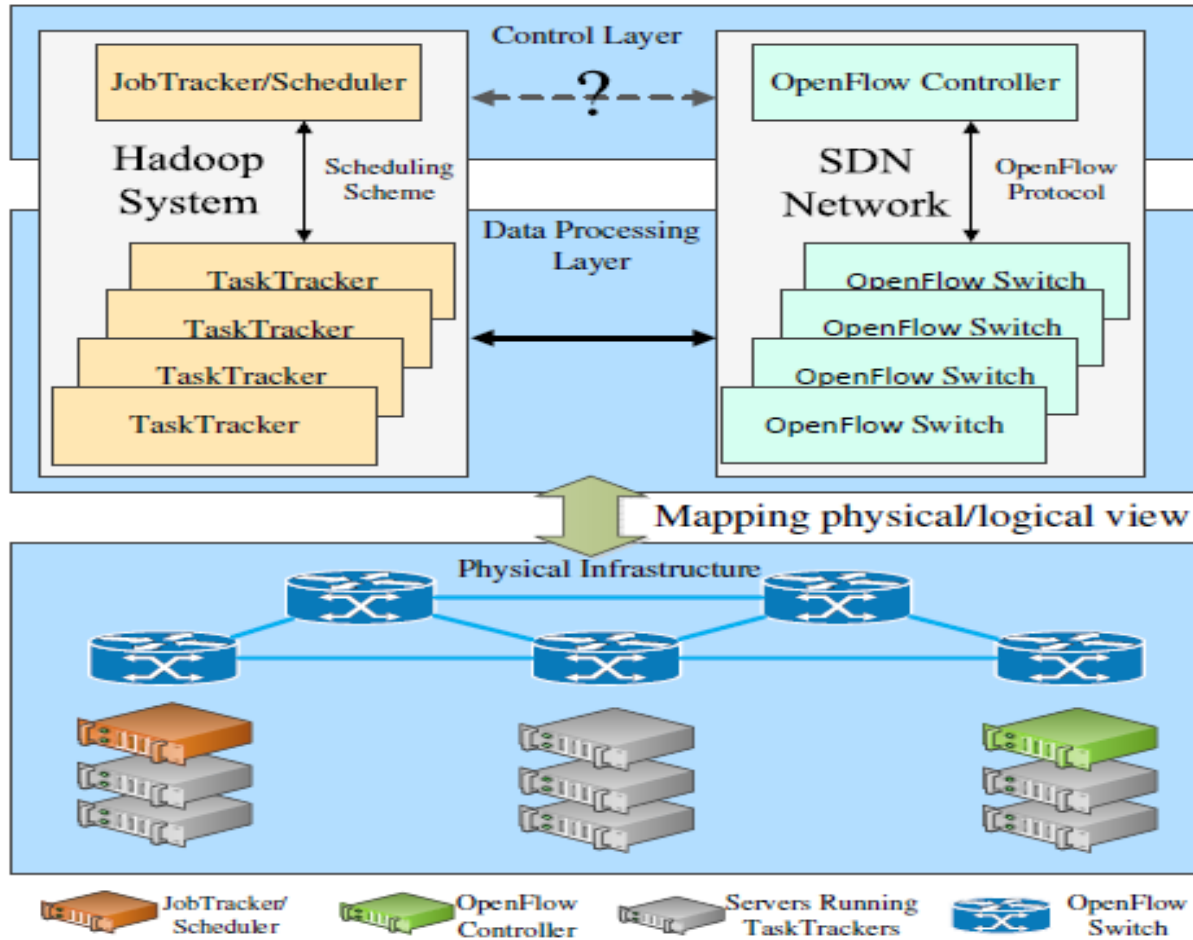 Control Layer
JobTracker/Scheduler
?
OpenFlow Controller
Hadoop
System
Scheduling
Scheme
SDN
Network
OpenFlow
Protocol
Data Processing
Layer
TaskTracker
TaskTracker
TaskTracker
TaskTracker
OpenFlow Switch
OpenFlow Switch
OpenFlow Switch
OpenFlow Switch
Mapping physical/logical view
Physical Infrastructure
JobTracker/
Scheduler
OpenFlow
Controller
Servers Running
TaskTrackers
OpenFlow
Switch